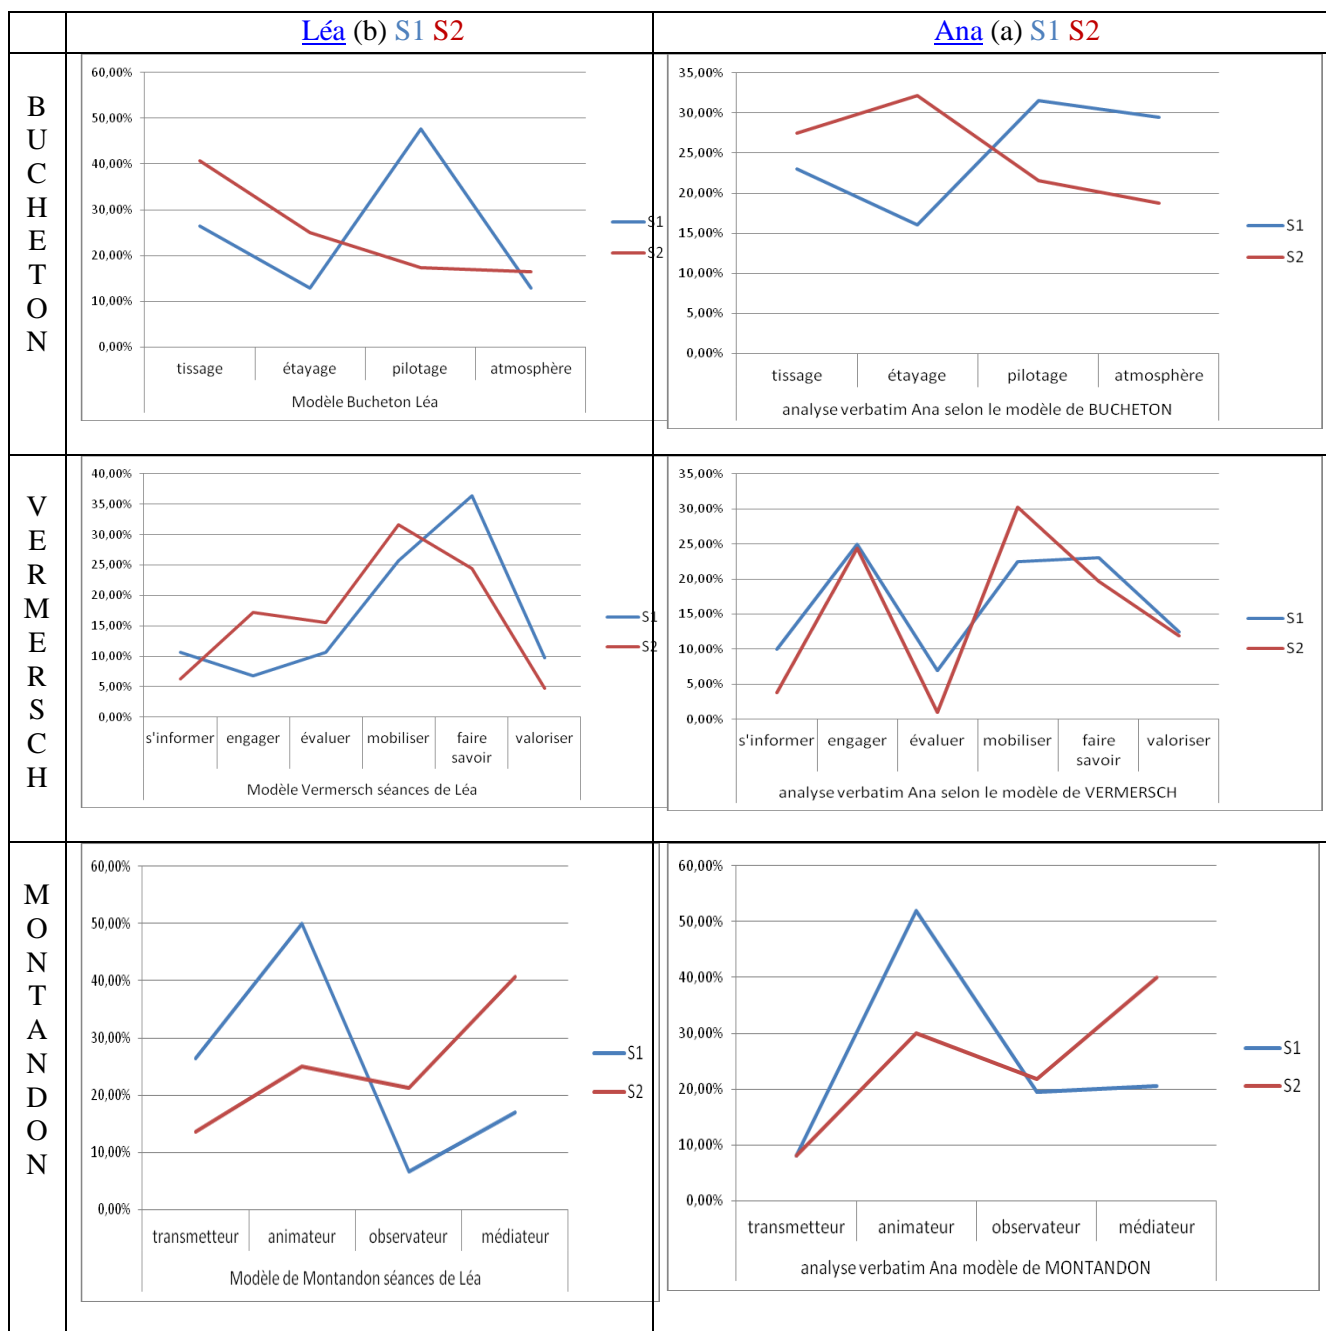 Léa (b) S1 S2
Ana (a) S1 S2
B
U
C
H
E
T
O
N
60,00%
50,00%
40,00%
30,00%
20,00%
10,00%
0,00%
tissage étayage pilotage atmosphère
Modèle Bucheton Léa
S1
S2
35,00%
30,00%
25,00%
20,00%
15,00%
10,00%
5,00%
0,00%
tissage étayage pilotage atmosphère
analyse verbatim Ana selon le modèle de BUCHETON
S1
S2
V
E
R
M
E
R
S
C
H
40,00%
35,00%
30,00%
25,00%
20,00%
15,00%
10,00%
5,00%
0,00%
s'informer engager évaluer mobiliser faire valoriser
savoir
Modèle Vermersch séances de Léa
S1
S2
35,00%
30,00%
25,00%
20,00%
15,00%
10,00%
5,00%
0,00%
s'informer engager évaluer mobiliser faire valoriser
savoir
analyse verbatim Ana selon le modèle de VERMERSCH
S1
S2
M
O
N
T
A
N
D
O
N
60,00%
50,00%
40,00%
30,00%
20,00%
10,00%
0,00%
transmetteur animateur observateur médiateur
Modèle de Montandon séances de Léa
S1
S2
60,00%
50,00%
40,00%
30,00%
20,00%
10,00%
0,00%
transmetteur animateur observateur médiateur
analyse verbatim Ana modèle de MONTANDON
S1
S2